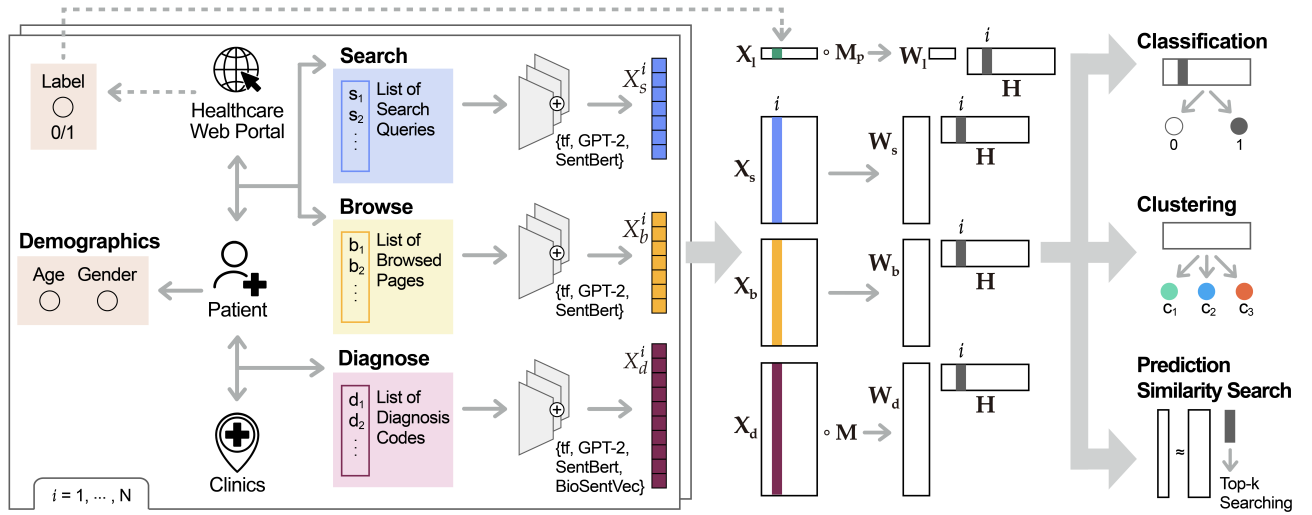 Label
0/1
Healthcare
Web Portal
Demographics
Age Gender
Patient
Clinics
i = 1, ··· , N
Search
s₁
s₂
⋮
List of
Search
Queries
{tf, GPT-2,
SentBert}
X_s^i
Browse
b₁
b₂
⋮
List of
Browsed
Pages
{tf, GPT-2,
SentBert}
X_b^i
Diagnose
d₁
d₂
⋮
List of
Diagnosis
Codes
{tf, GPT-2,
SentBert,
BioSentVec}
X_d^i
X_l ∘ M_p W_l
i
H
i
X_s W_s
i
H
X_b W_b
i
H
X_d ∘ M W_d
i
H
Classification
0 1
Clustering
c₁ c₂ c₃
Prediction
Similarity Search
≈
Top-k
Searching